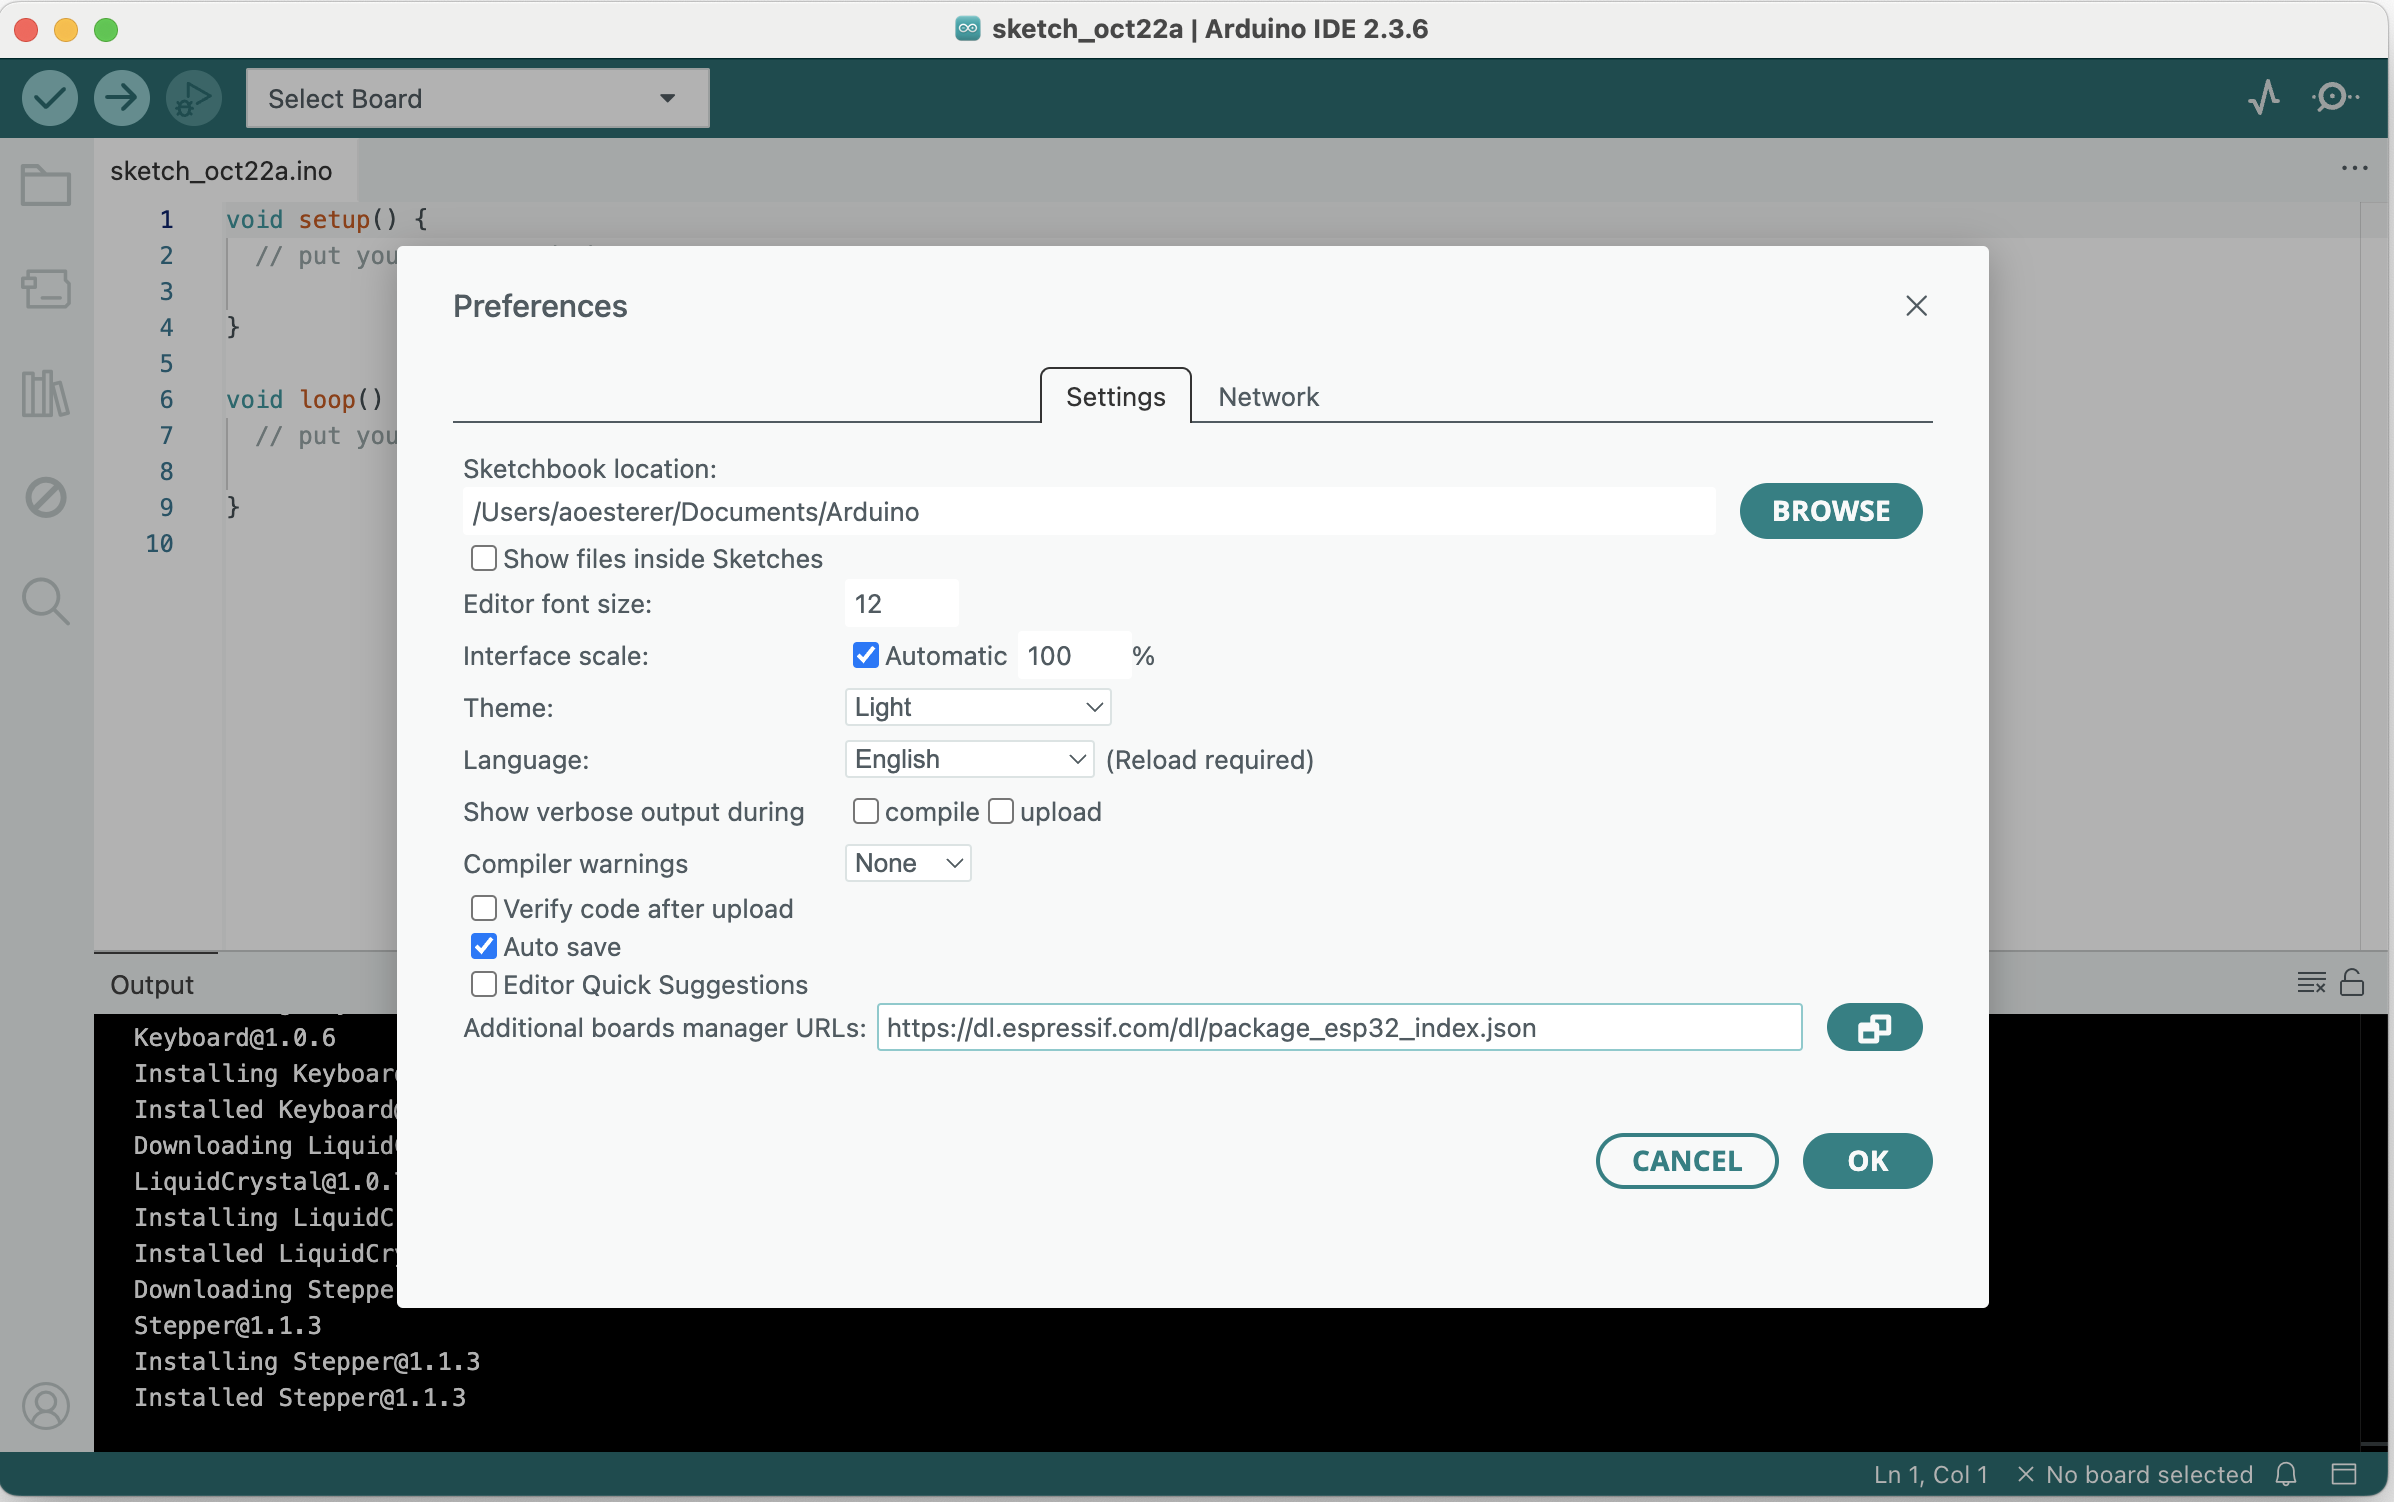 sketch_oct22a | Arduino IDE 2.3.6
Select Board
sketch_oct22a.ino
1 void setup() {
2 // put you
3
4 }
5
6 void loop()
7 // put you
8
9 }
10
Preferences
Settings Network
Sketchbook location:
/Users/aoesterer/Documents/Arduino BROWSE
Show files inside Sketches
Editor font size: 12
Interface scale: Automatic 100 %
Theme: Light
Language: English (Reload required)
Show verbose output during compile upload
Compiler warnings None
Verify code after upload
Auto save
Editor Quick Suggestions
Additional boards manager URLs: https://dl.espressif.com/dl/package_esp32_index.json
CANCEL OK
Output
Keyboard@1.0.6
Installing Keyboar
Installed Keyboard@
Downloading Liquid
LiquidCrystal@1.0.
Installing LiquidC
Installed LiquidCry
Downloading Steppe
Stepper@1.1.3
Installing Stepper@1.1.3
Installed Stepper@1.1.3
Ln 1, Col 1 No board selected